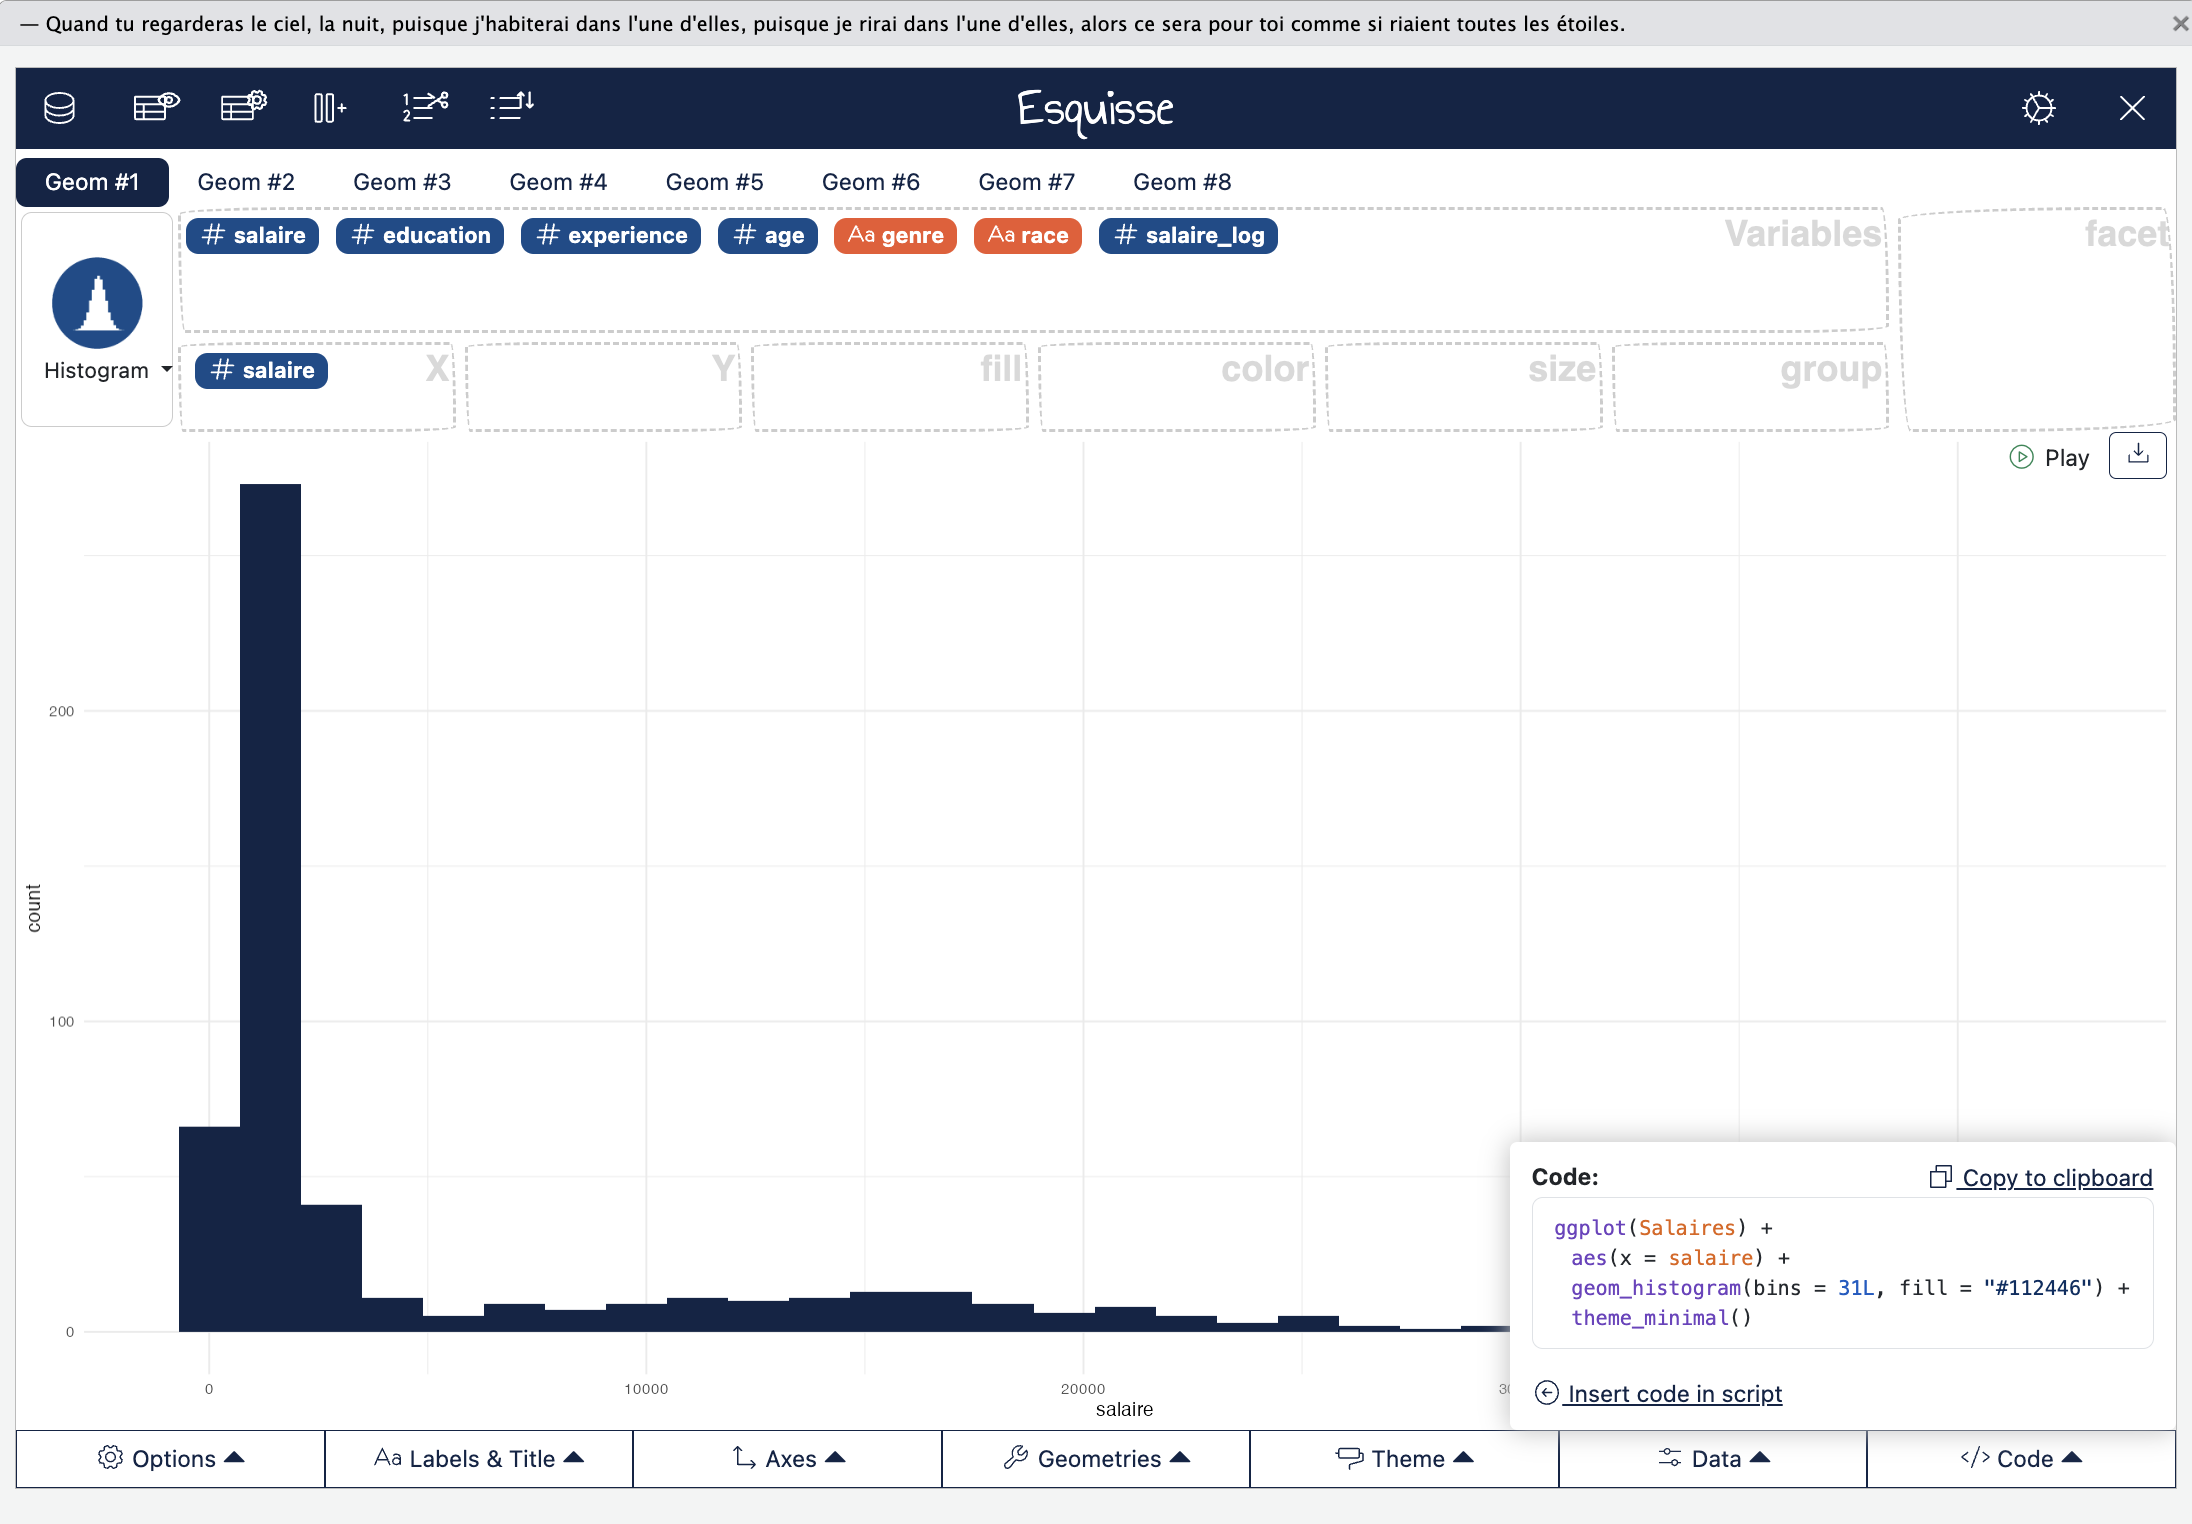 — Quand tu regarderas le ciel, la nuit, puisque j'habiterai dans l'une d'elles, puisque je rirai dans l'une d'elles, alors ce sera pour toi comme si riaient toutes les étoiles.
Esquisse
Geom #1 Geom #2 Geom #3 Geom #4 Geom #5 Geom #6 Geom #7 Geom #8
# salaire # education # experience # age Aa genre Aa race # salaire_log Variables facet
Histogram
# salaire X Y fill color size group
Play
200
100
0
count
0 10000 20000
salaire
Code: Copy to clipboard
ggplot(Salaires) +
aes(x = salaire) +
geom_histogram(bins = 31L, fill = "#112446") +
theme_minimal()
Insert code in script
Options Aa Labels & Title Axes Geometries Theme Data </> Code